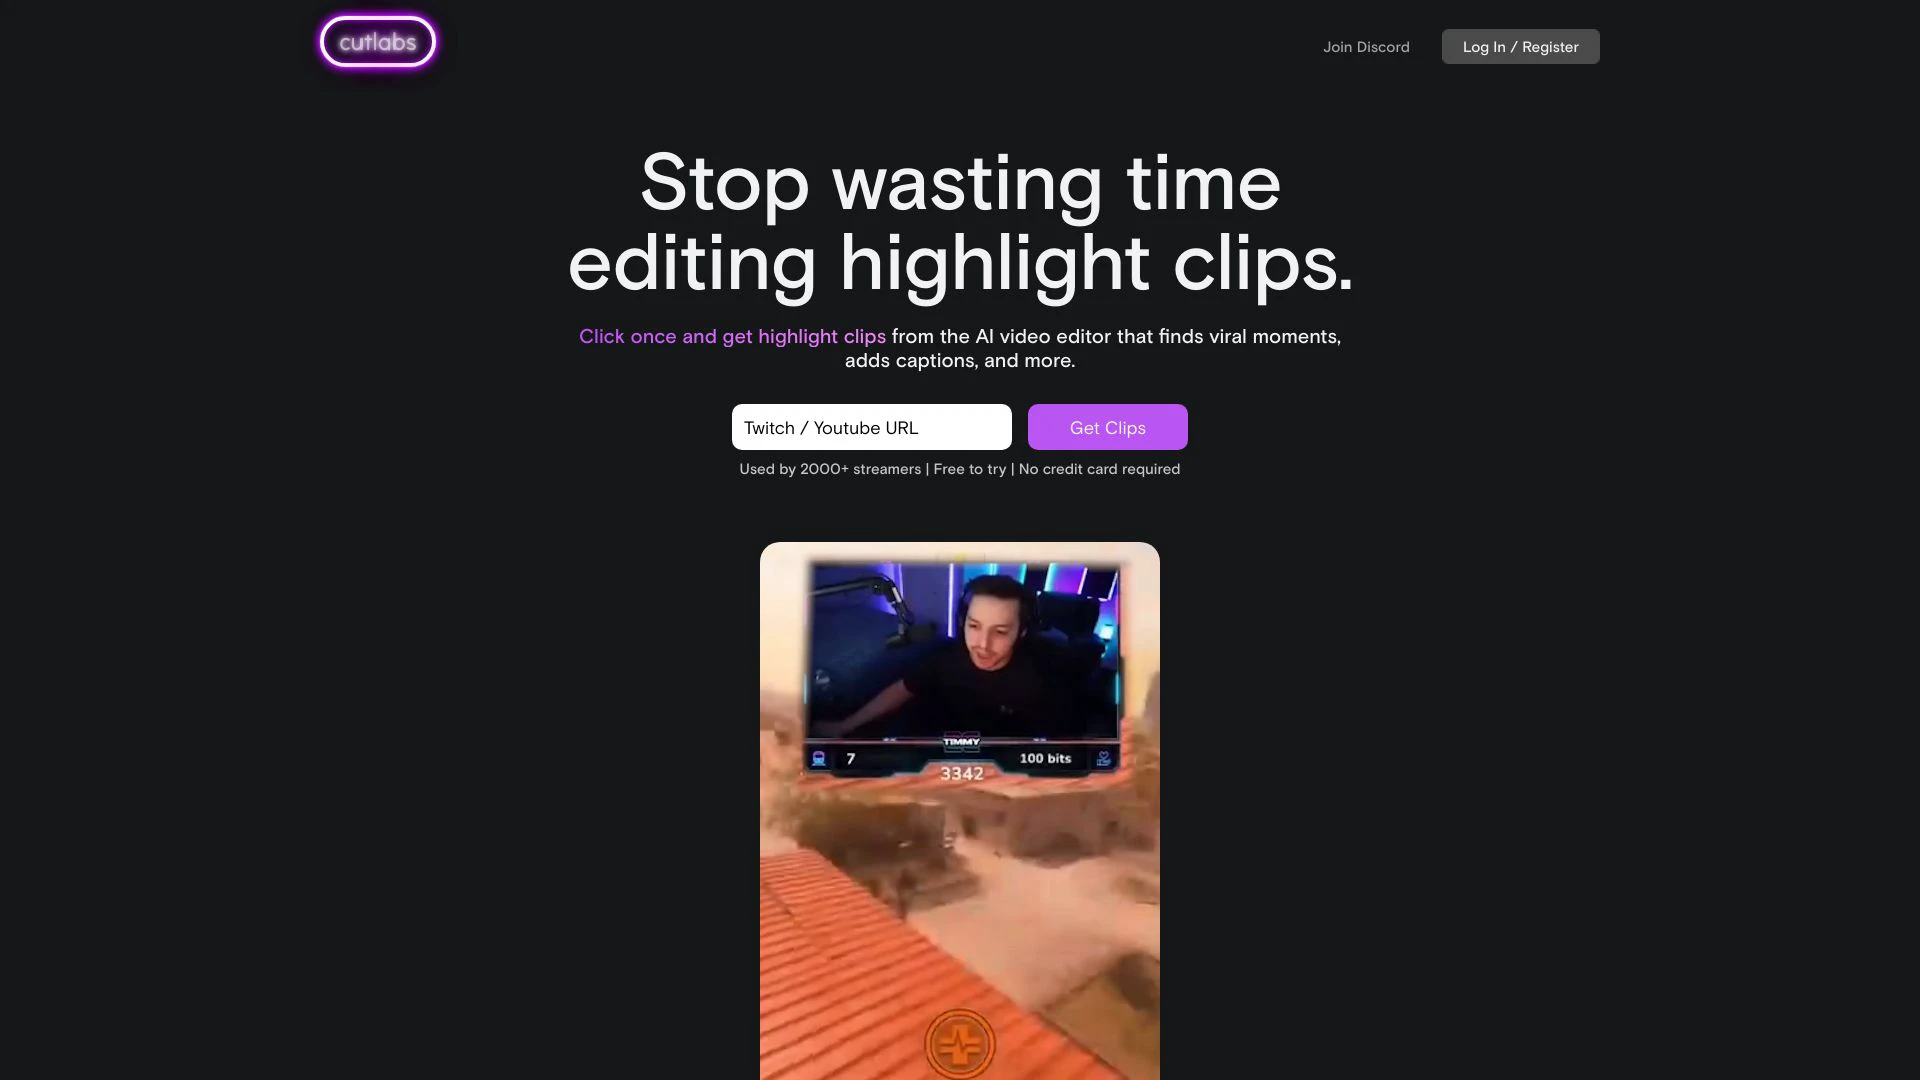 cutlabs
Join Discord
Log In / Register
Stop wasting time
editing highlight clips.
Click once and get highlight clips from the AI video editor that finds viral moments,
adds captions, and more.
Twitch / Youtube URL
Get Clips
Used by 2000+ streamers | Free to try | No credit card required
TIMMY
7
100 bits
3342